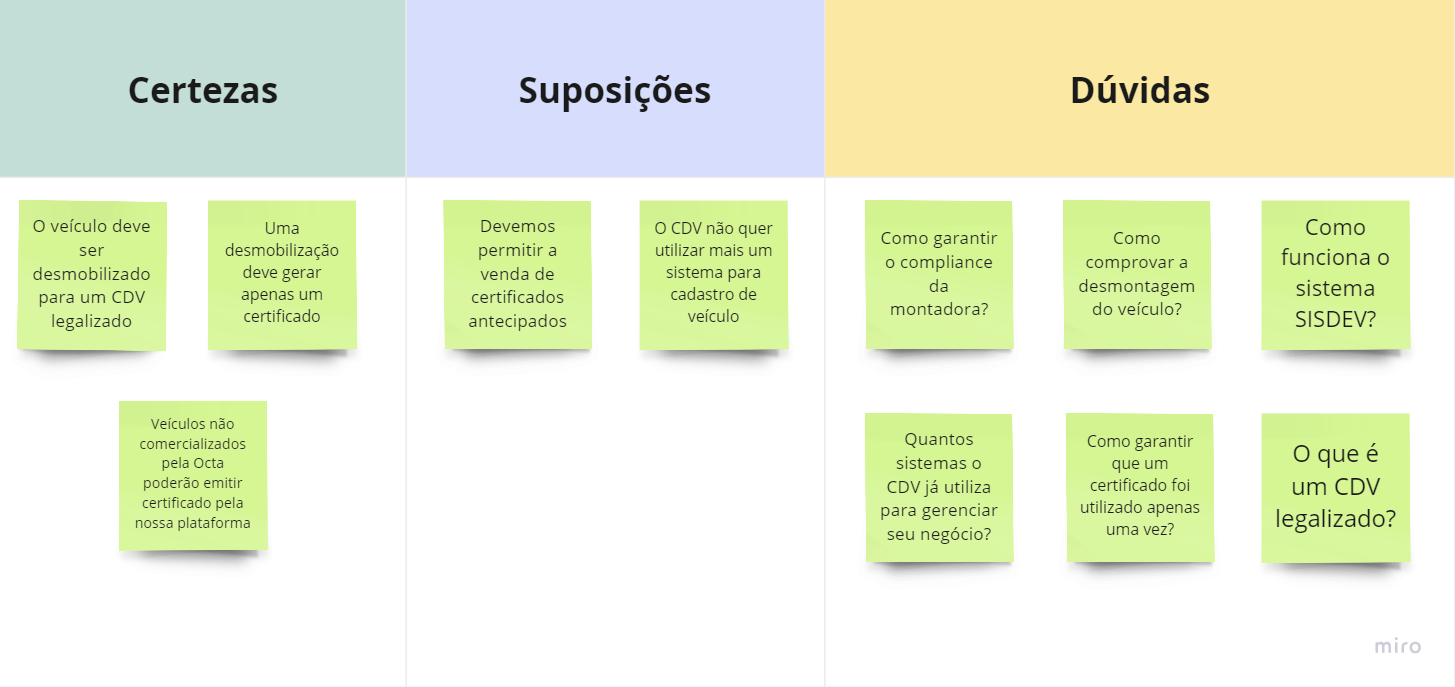 Certezas
Suposições
Dúvidas
O veículo deve
ser
desmobilizado
para um CDV
legalizado
Uma
desmobilização
deve gerar
apenas um
certificado
Veículos não
comercializados
pela Octa
poderão emitir
certificado pela
nossa plataforma
Devemos
permitir a
venda de
certificados
antecipados
O CDV não quer
utilizar mais um
sistema para
cadastro de
veículo
Como garantir
o compliance
da
montadora?
Como
comprovar a
desmontagem
do veículo?
Como
funciona o
sistema
SISDEV?
Quantos
sistemas o
CDV já utiliza
para gerenciar
seu negócio?
Como garantir
que um
certificado foi
utilizado apenas
uma vez?
O que é
um CDV
legalizado?
miro